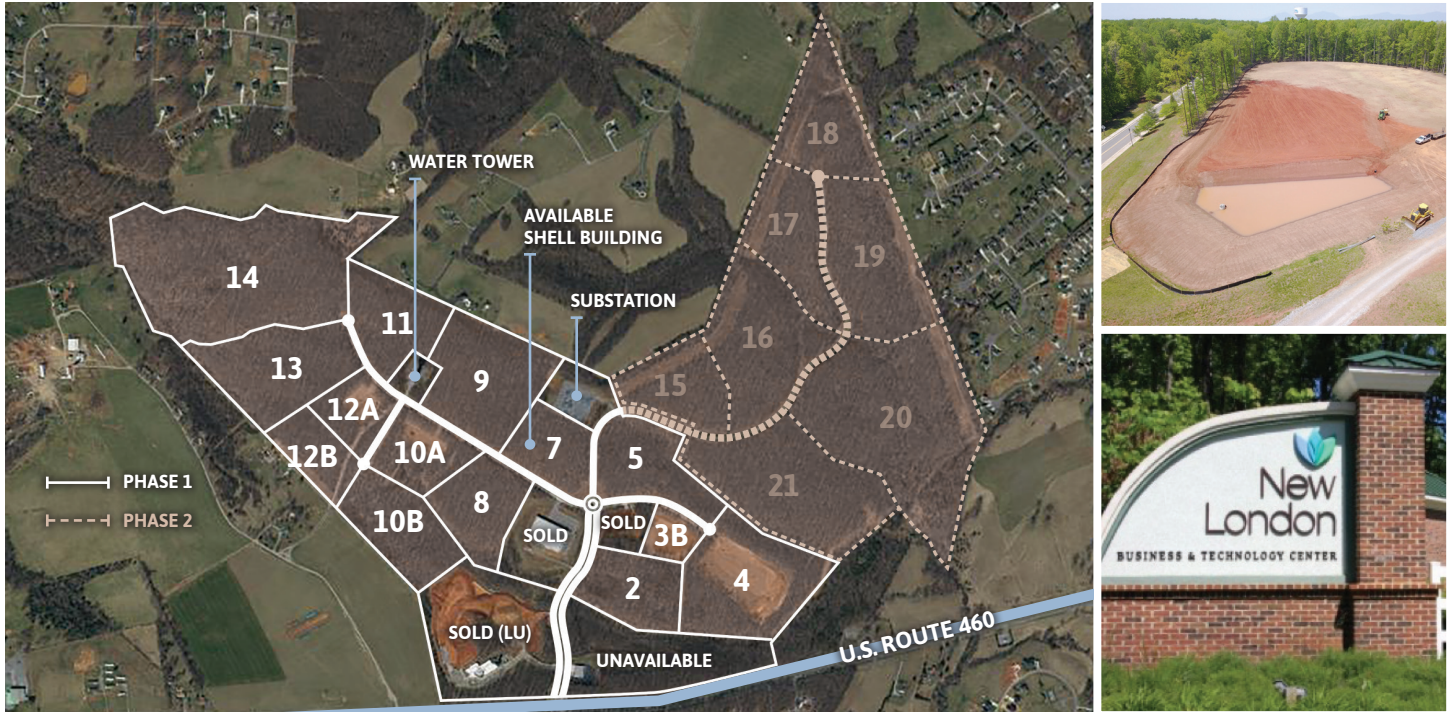 WATER TOWER
AVAILABLE
SHELL BUILDING
SUBSTATION
18
17
19
14
11
16
9
13
15
12A
20
12B
10A
7
5
PHASE 1
21
8
10B
PHASE 2
SOLD
SOLD
3B
2
4
SOLD (LU)
UNAVAILABLE
U.S. ROUTE 460
New
London
BUSINESS & TECHNOLOGY CENTER